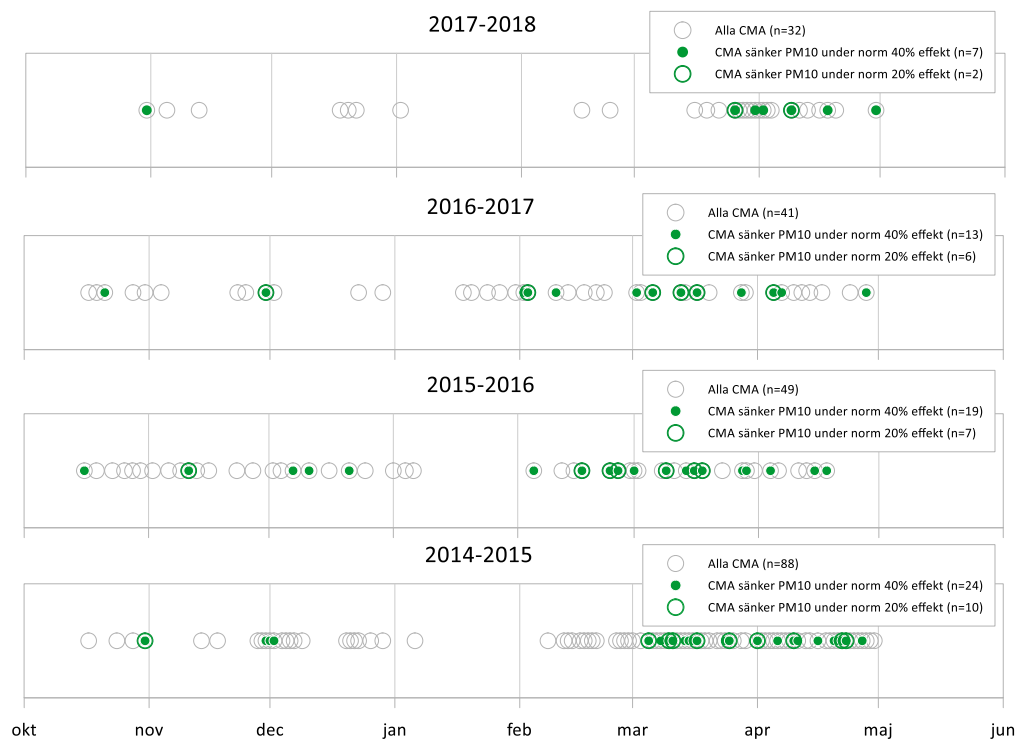 2017-2018
Alla CMA (n=32)
CMA sänker PM10 under norm 40% effekt (n=7)
CMA sänker PM10 under norm 20% effekt (n=2)
2016-2017
Alla CMA (n=41)
CMA sänker PM10 under norm 40% effekt (n=13)
CMA sänker PM10 under norm 20% effekt (n=6)
2015-2016
Alla CMA (n=49)
CMA sänker PM10 under norm 40% effekt (n=19)
CMA sänker PM10 under norm 20% effekt (n=7)
2014-2015
Alla CMA (n=88)
CMA sänker PM10 under norm 40% effekt (n=24)
CMA sänker PM10 under norm 20% effekt (n=10)
okt nov dec jan feb mar apr maj jun